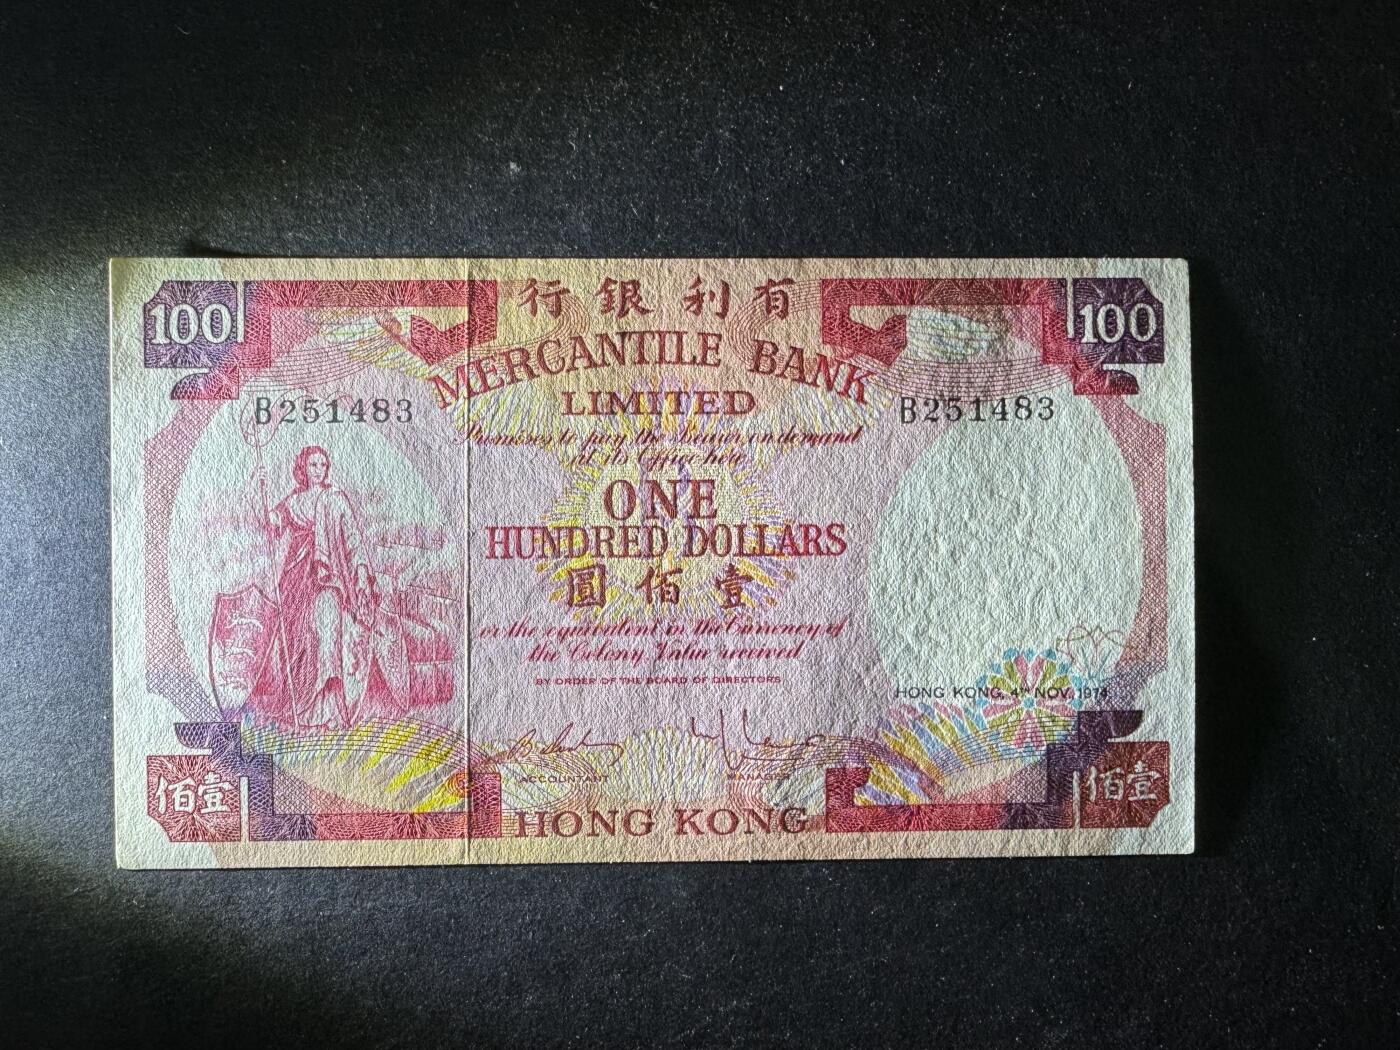 100 100
行銀利有
MERCANTILE BANK
LIMITED
B251483 B251483
Promises to pay the Bearer on demand
at its Office here
ONE
HUNDRED DOLLARS
圓佰壹
or the equivalent in the Currency of
the Colony Value received
BY ORDER OF THE BOARD OF DIRECTORS
HONG KONG, 4TH NOV. 1974
ACCOUNTANT MANAGER
佰壹 佰壹
HONG KONG